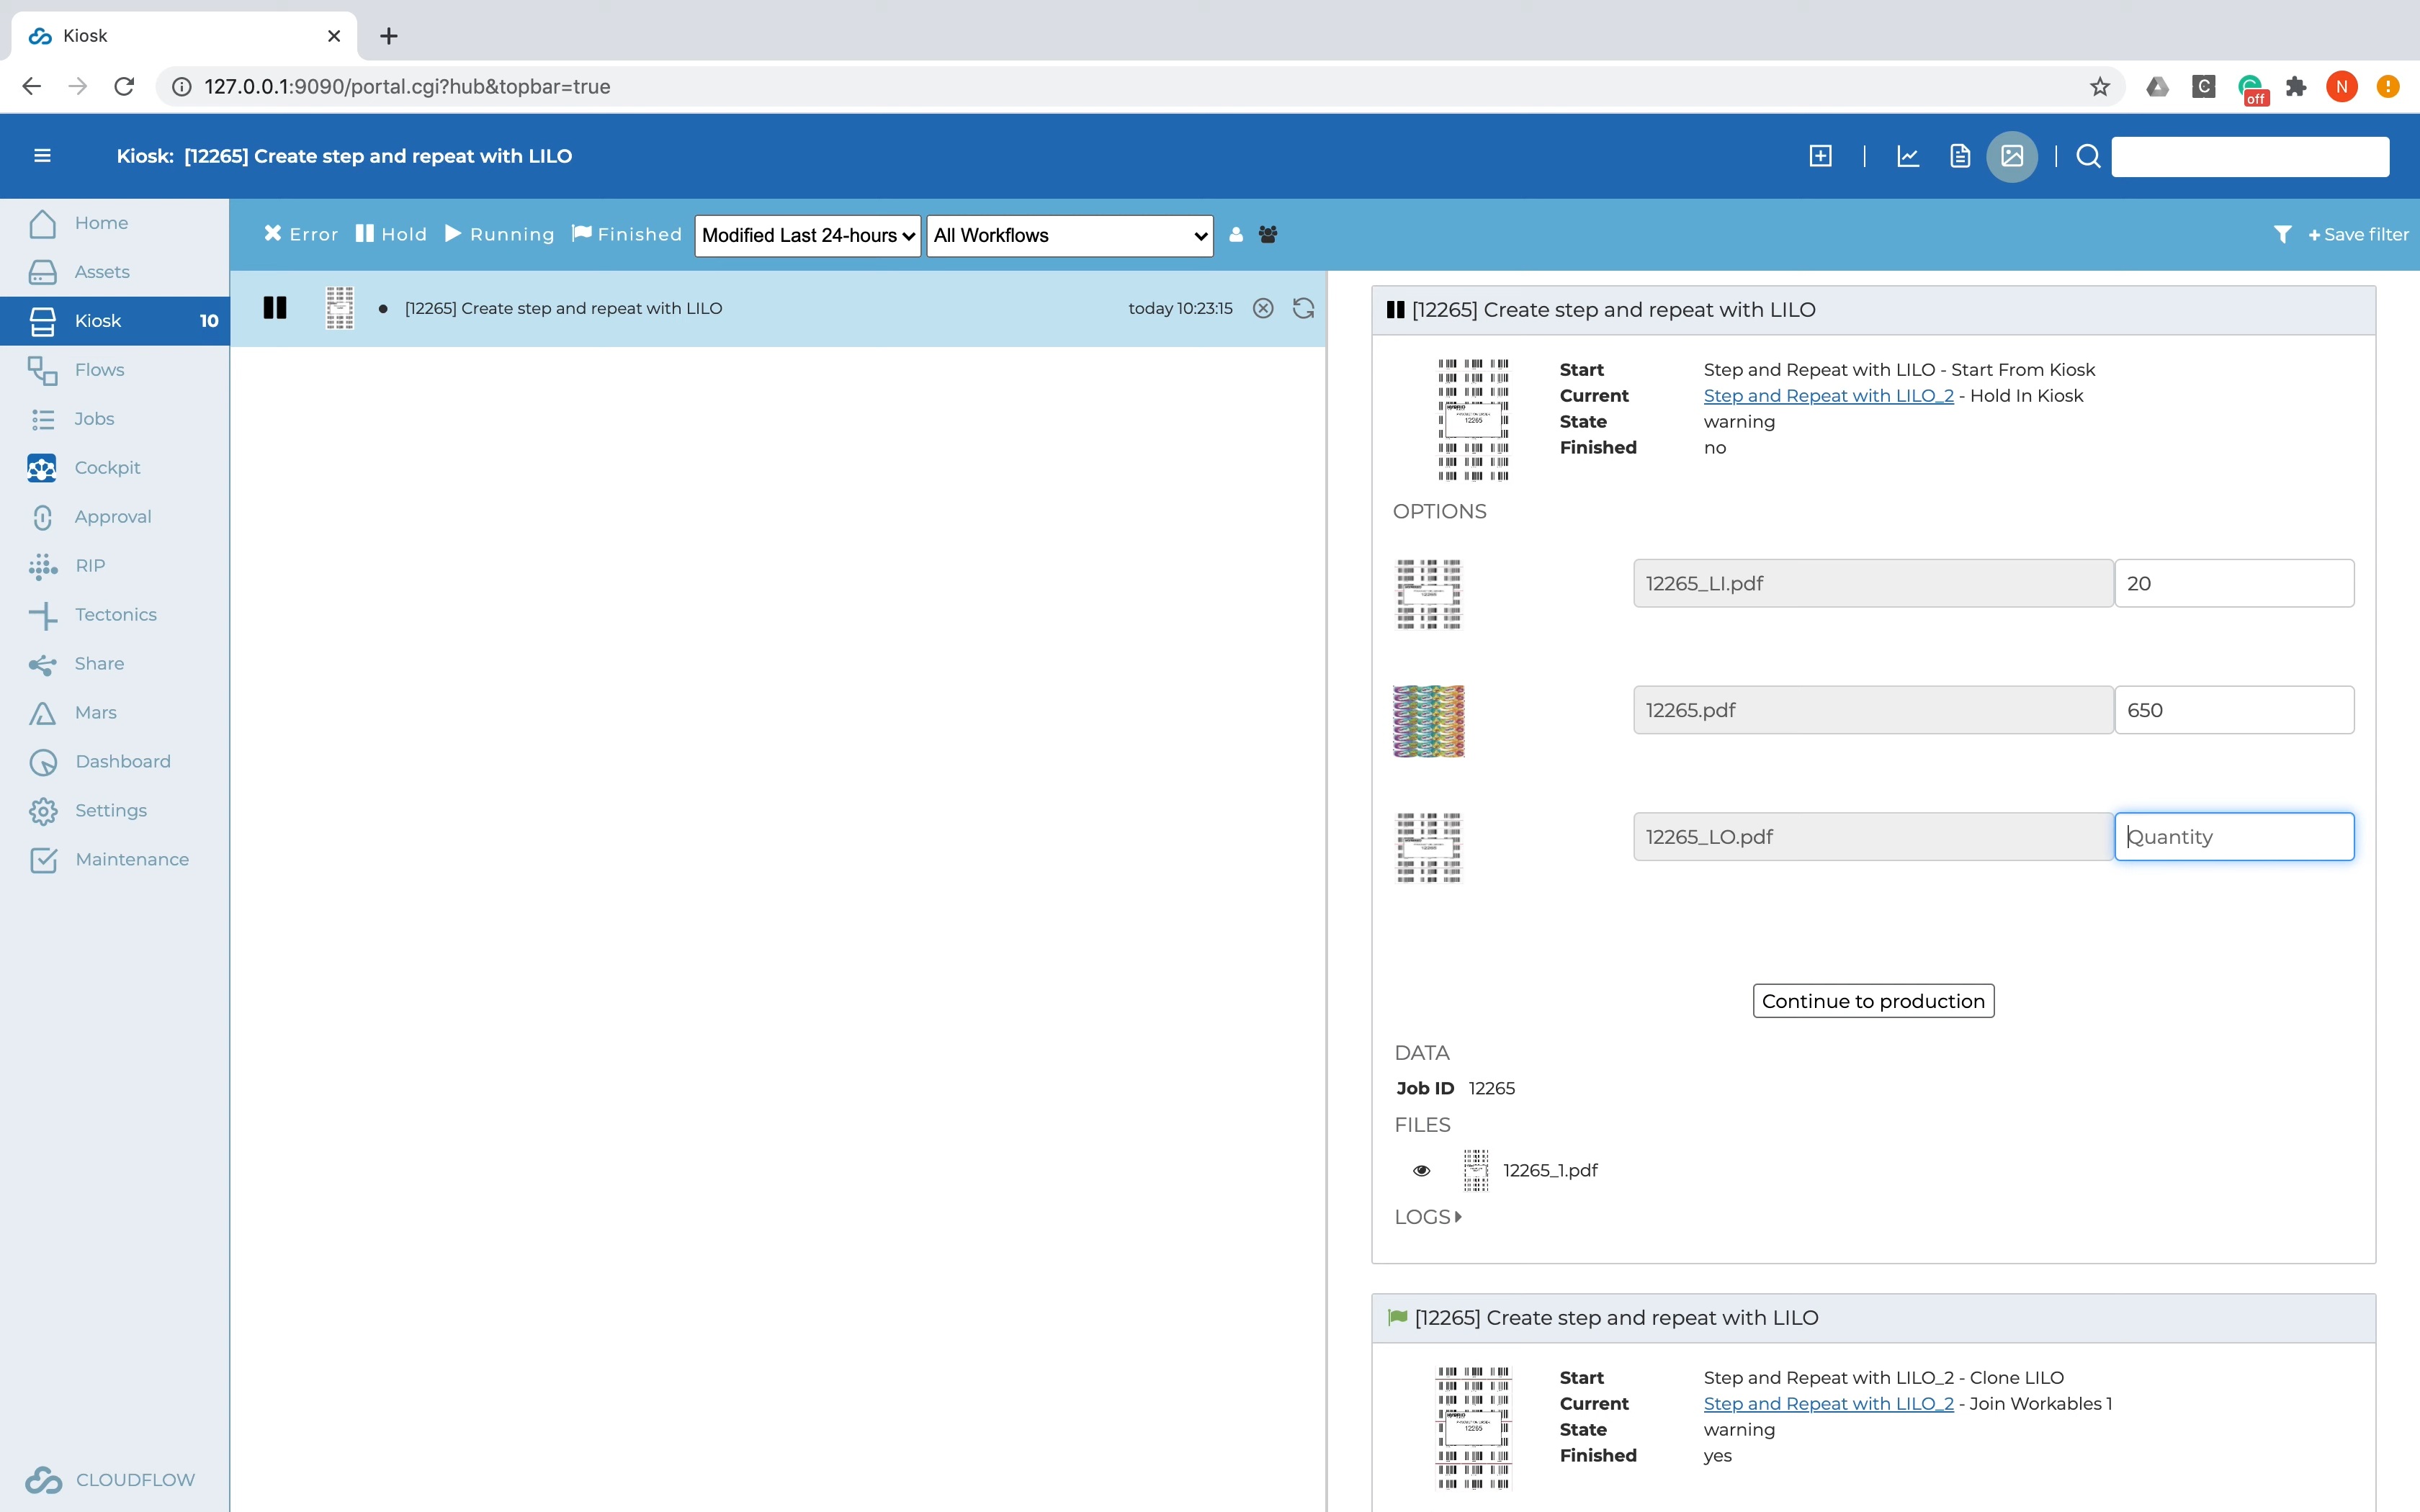 Kiosk
127.0.0.1:9090/portal.cgi?hub&topbar=true
C
off
N
Kiosk: [12265] Create step and repeat with LILO
Home
Assets
Kiosk 10
Flows
Jobs
Cockpit
Approval
RIP
Tectonics
Share
Mars
Dashboard
Settings
Maintenance
CLOUDFLOW
Error Hold Running Finished Modified Last 24-hours All Workflows + Save filter
[12265] Create step and repeat with LILO today 10:23:15
[12265] Create step and repeat with LILO
12265
Start Step and Repeat with LILO - Start From Kiosk
Current Step and Repeat with LILO_2 - Hold In Kiosk
State warning
Finished no
OPTIONS
12265_LI.pdf 20
12265.pdf 650
12265_LO.pdf Quantity
Continue to production
DATA
Job ID 12265
FILES
12265_1.pdf
LOGS
[12265] Create step and repeat with LILO
12265
Start Step and Repeat with LILO_2 - Clone LILO
Current Step and Repeat with LILO_2 - Join Workables 1
State warning
Finished yes